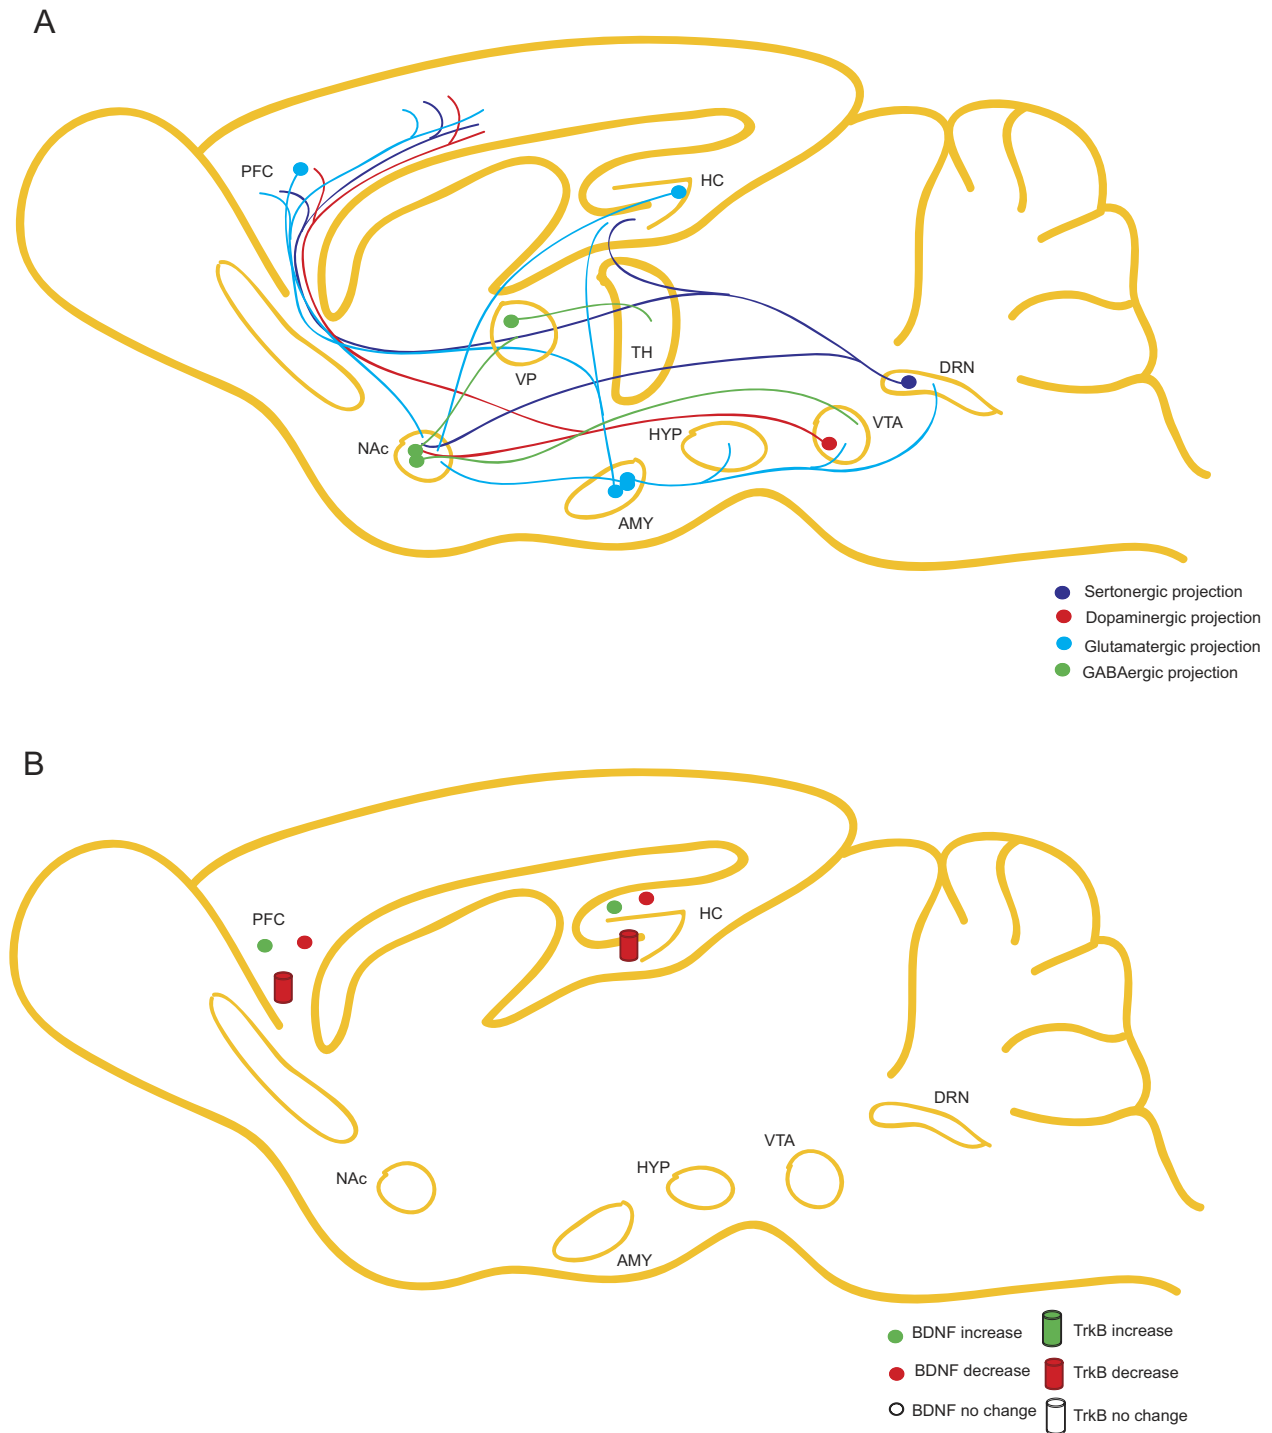 A
PFC
HC
TH
VP
DRN
VTA
HYP
NAc
AMY
Sertonergic projection
Dopaminergic projection
Glutamatergic projection
GABAergic projection
B
PFC
HC
DRN
VTA
HYP
NAc
AMY
BDNF increase
TrkB increase
BDNF decrease
TrkB decrease
BDNF no change
TrkB no change